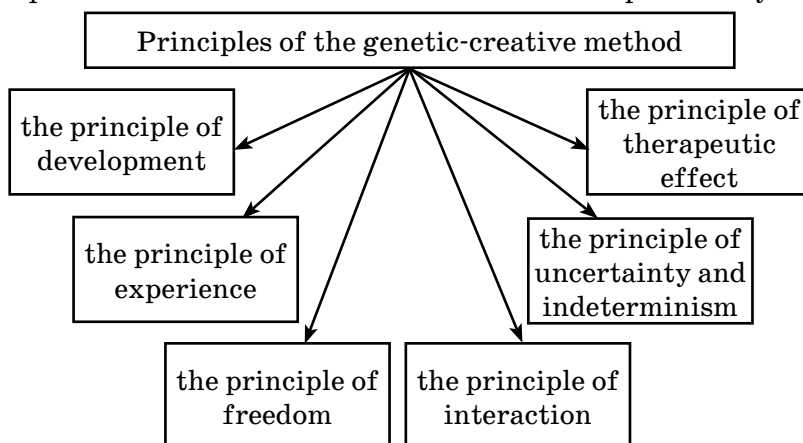 Principles of the genetic-creative method
the principle of
development
the principle of
therapeutic
effect
the principle of
experience
the principle of
uncertainty and
indeterminism
the principle of
freedom
the principle of
interaction